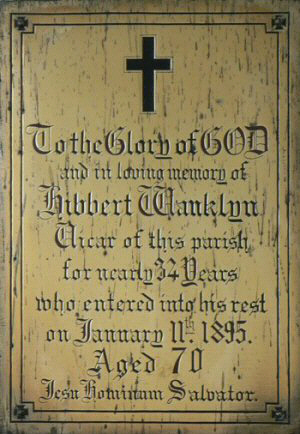 To the Glory of GOD
and in loving memory of
Hibbert Wanklyn
Vicar of this parish
for nearly 34 Years
who entered into his rest
on January 11th. 1895.
Aged 70
Jesu Hominum Salvator.